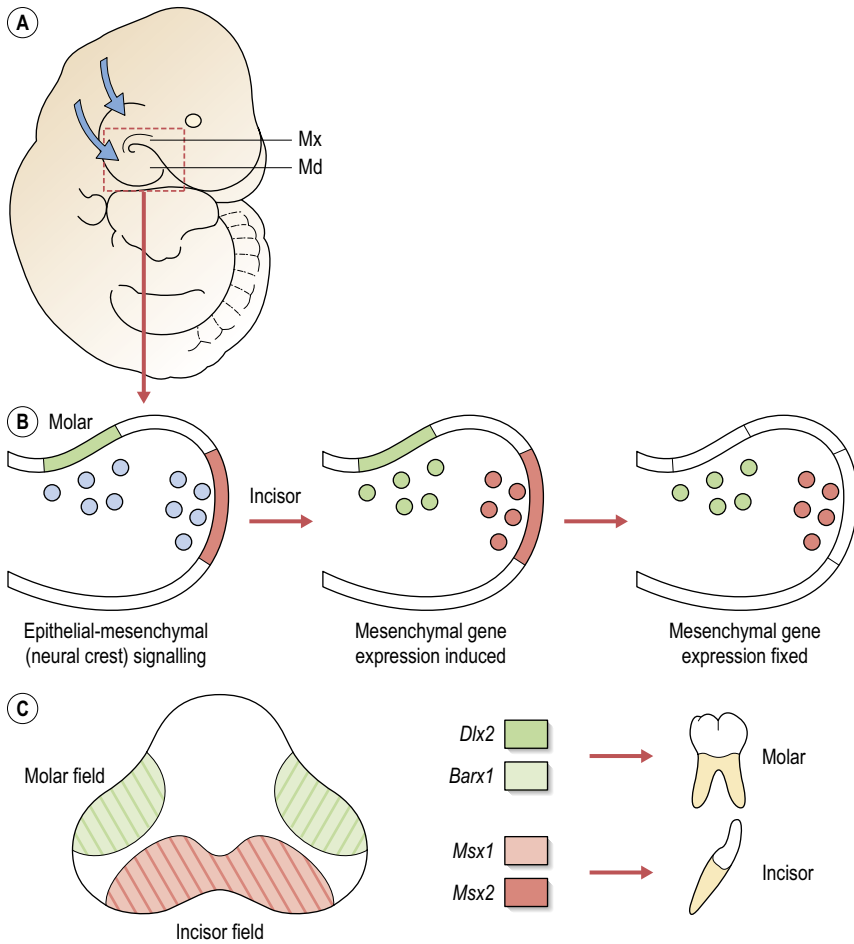 A
Mx
Md
B
Molar
Incisor
Epithelial-mesenchymal
(neural crest) signalling
Mesenchymal gene
expression induced
Mesenchymal gene
expression fixed
C
Molar field
Incisor field
Dlx2
Barx1
Molar
Msx1
Msx2
Incisor